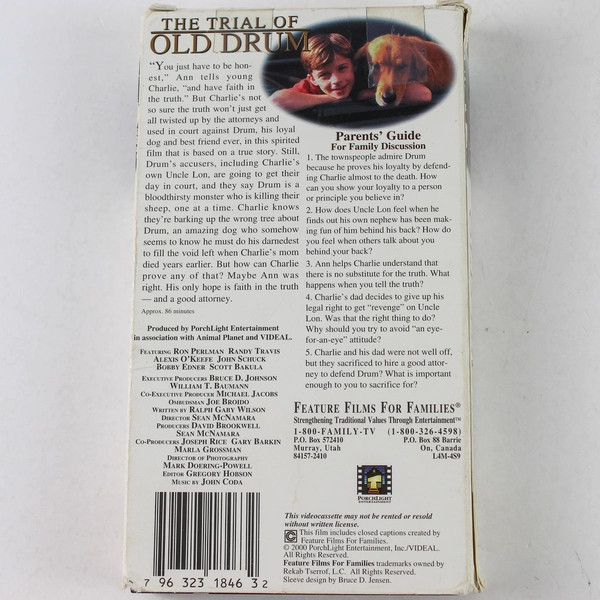 THE TRIAL OF
OLD DRUM
"You just have to be hon-
est," Ann tells young
Charlie, "and have faith in
the truth." But Charlie's not
so sure the truth won't just get
all twisted up by the attorneys and
used in court against Drum, his loyal
dog and best friend ever, in this spirited
film that is based on a true story. Still,
Drum's accusers, including Charlie's
own Uncle Lon, are going to get their
day in court, and they say Drum is a
bloodthirsty monster who is killing their
sheep, one at a time. Charlie knows
they're barking up the wrong tree about
Drum, an amazing dog who somehow
seems to know he must do his darnedest
to fill the void left when Charlie's mom
died years earlier. But how can Charlie
prove any of that? Maybe Ann was
right. His only hope is faith in the truth
— and a good attorney.
Approx. 86 minutes
Produced by PorchLight Entertainment
in association with Animal Planet and VIDEAL.
FEATURING RON PERLMAN RANDY TRAVIS
ALEXIS O'KEEFE JOHN SCHUCK
BOBBY EDNER SCOTT BAKULA
EXECUTIVE PRODUCERS BRUCE D. JOHNSON
WILLIAM T. BAUMANN
CO-EXECUTIVE PRODUCER MICHAEL JACOBS
OMBUDSMAN JOE BROIDO
WRITTEN BY RALPH GABY WILSON
DIRECTOR SEAN MCNAMARA
PRODUCERS DAVID BROOKWELL
SEAN MCNAMARA
CO-PRODUCERS JOSEPH RICE GARY BARKIN
MARLA GROSSMAN
DIRECTOR OF PHOTOGRAPHY
MARK DOERING-POWELL
EDITOR GREGORY HOBSON
MUSIC BY JOHN CODA
7 96323 1846 3 2
Parents' Guide
For Family Discussion
1. The townspeople admire Drum
because he proves his loyalty by defend-
ing Charlie almost to the death. How
can you show your loyalty to a person
or principle you believe in?
2. How does Uncle Lon feel when he
finds out his own nephew has been mak-
ing fun of him behind his back? How do
you feel when others talk about you
behind your back?
3. Ann helps Charlie understand that
there is no substitute for the truth. What
happens when you tell the truth?
4. Charlie's dad decides to give up his
legal right to get "revenge" on Uncle
Lon. Was that the right thing to do?
Why should you try to avoid "an eye-
for-an-eye" attitude?
5. Charlie and his dad were not well off,
but they sacrificed to hire a good attor-
ney to defend Drum? What is important
enough to you to sacrifice for?
FEATURE FILMS FOR FAMILIES®
Strengthening Traditional Values Through Entertainment™
1-800-FAMILY-TV (1-800-326-4598)
P.O. Box 572410 P.O. Box 88 Barrie
Murray, Utah On, Canada
84157-2410 L4M-4S9
PORCHLIGHT
ENTERTAINMENT
This videocassette may not be rented or resold
without written license.
This film includes closed captions created by
Feature Films For Families.
© 2000 PorchLight Entertainment, Inc./VIDEAL.
All Rights Reserved.
Feature Films For Families trademarks owned by
Rekab Tserrof, L.C. All Rights Reserved.
Sleeve design by Bruce D. Jensen.